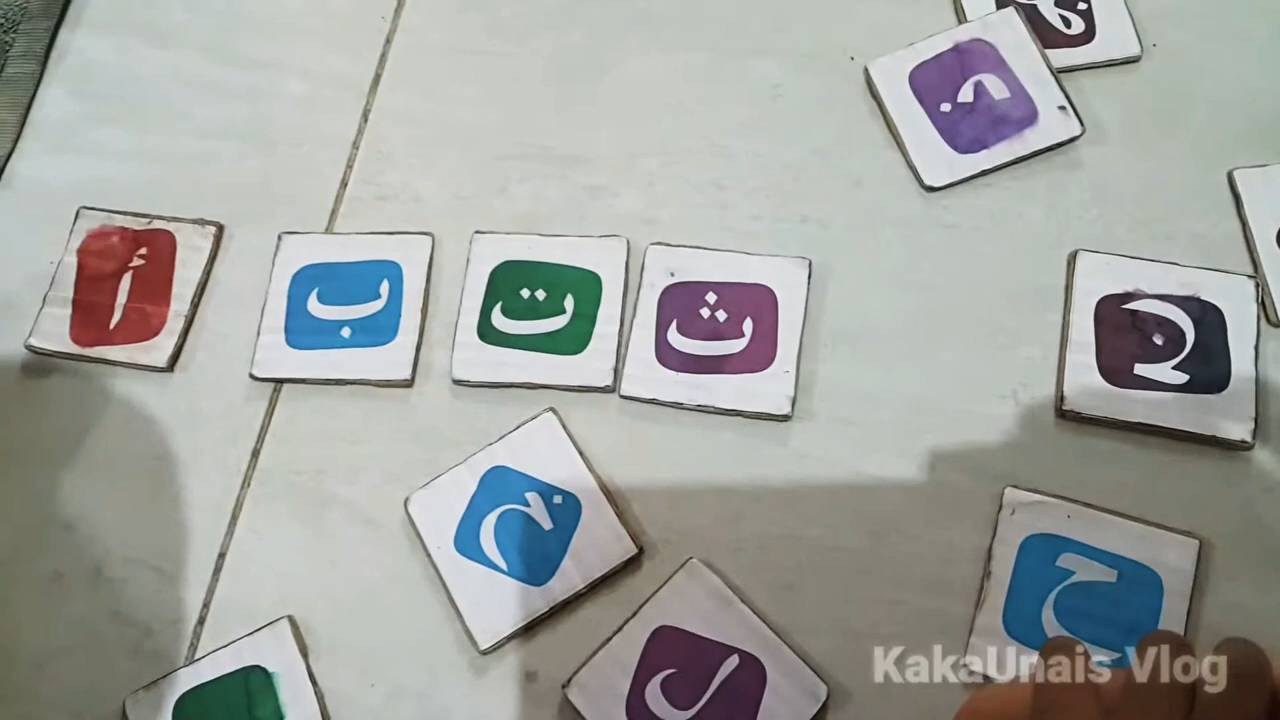 ذ
أ ب ت ث ج
خ ح
ل
KakaUnais Vlog